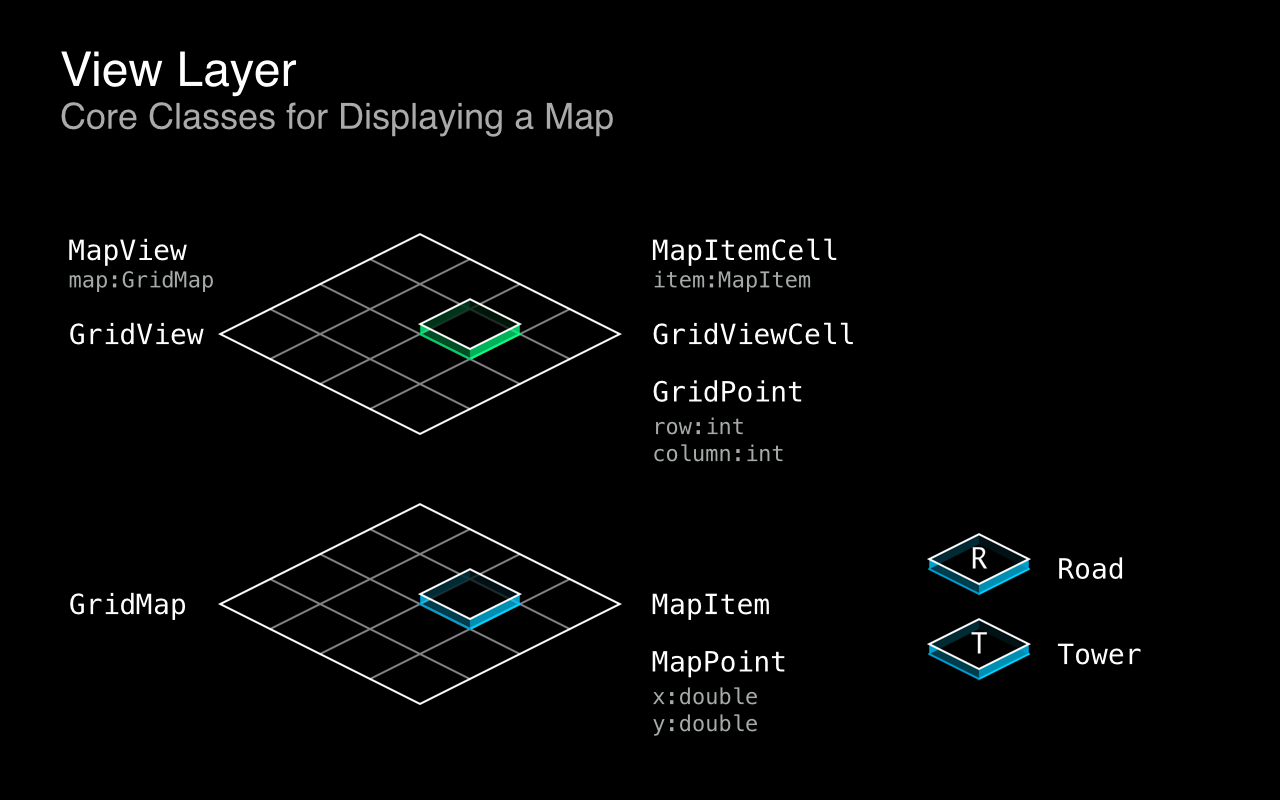 View Layer
Core Classes for Displaying a Map
MapView
map:GridMap
GridView
MapItemCell
item:MapItem
GridViewCell
GridPoint
row:int
column:int
GridMap
MapItem
MapPoint
x:double
y:double
R
Road
T
Tower